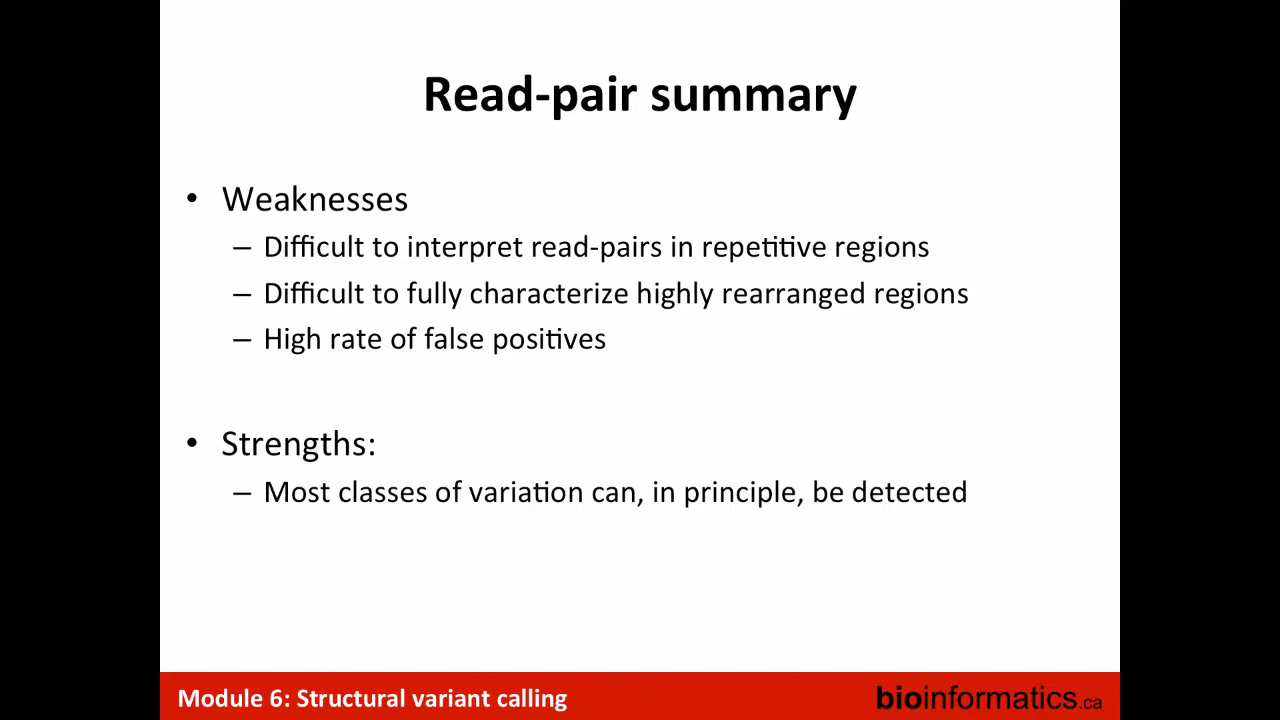 Read-pair summary
• Weaknesses
– Difficult to interpret read-pairs in repetitive regions
– Difficult to fully characterize highly rearranged regions
– High rate of false positives
• Strengths:
– Most classes of variation can, in principle, be detected
Module 6: Structural variant calling
bioinformatics.ca